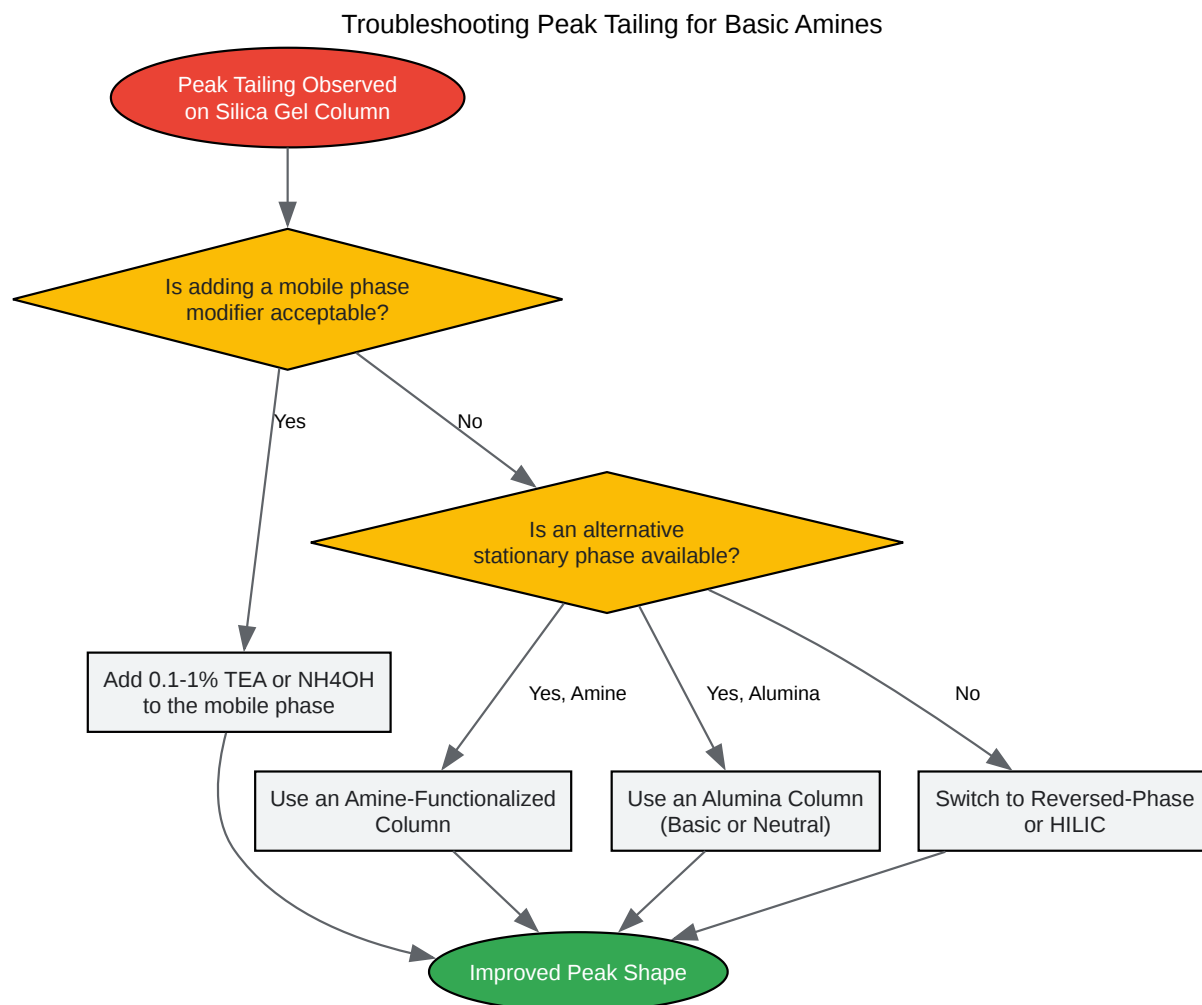 Troubleshooting Peak Tailing for Basic Amines
Peak Tailing Observed
on Silica Gel Column
Is adding a mobile phase
modifier acceptable?
Yes
No
Is an alternative
stationary phase available?
Add 0.1-1% TEA or NH4OH
to the mobile phase
Yes, Amine
Yes, Alumina
No
Use an Amine-Functionalized
Column
Use an Alumina Column
(Basic or Neutral)
Switch to Reversed-Phase
or HILIC
Improved Peak Shape